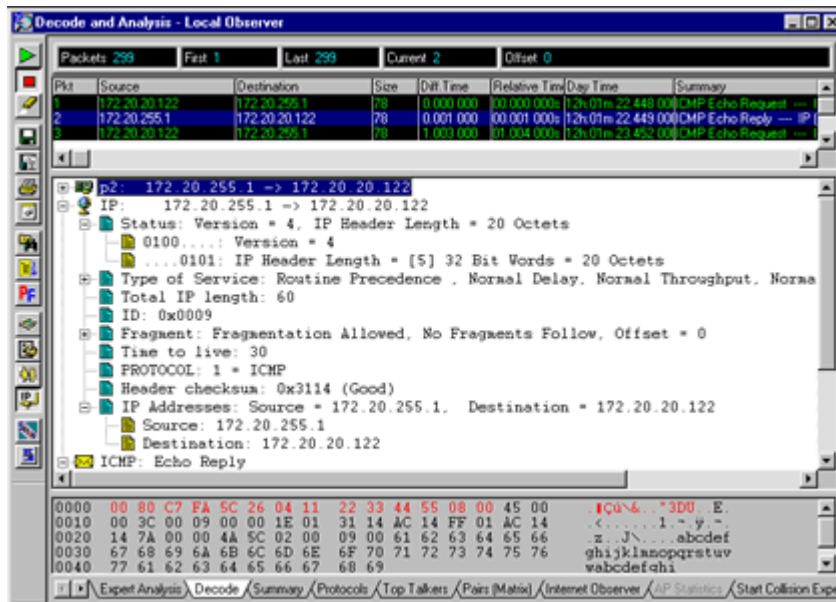 Decode and Analysis - Local Observer
Packets 299 First 1 Last 299 Current 2 Offset 0
Pkt Source Destination Size Diff.Time Relative Time Day Time Summary
1 172.20.20.122 172.20.255.1 78 0.000 000 00.000 000s 12h:01m 22.448 000 ICMP Echo Request ---
2 172.20.255.1 172.20.20.122 78 0.001 000 00.001 000s 12h:01m 22.449 000 ICMP Echo Reply --- IP
3 172.20.20.122 172.20.255.1 78 1.003 000 01.004 000s 12h:01m 23.452 000 ICMP Echo Request ---
p2: 172.20.255.1 -> 172.20.20.122
IP: 172.20.255.1 -> 172.20.20.122
Status: Version = 4, IP Header Length = 20 Octets
0100....: Version = 4
....0101: IP Header Length = [5] 32 Bit Words = 20 Octets
Type of Service: Routine Precedence , Normal Delay, Normal Throughput, Norma
Total IP length: 60
ID: 0x0009
Fragment: Fragmentation Allowed, No Fragments Follow, Offset = 0
Time to live: 30
PROTOCOL: 1 = ICMP
Header checksum: 0x3114 (Good)
IP Addresses: Source = 172.20.255.1, Destination = 172.20.20.122
Source: 172.20.255.1
Destination: 172.20.20.122
ICMP: Echo Reply
PF
IP
0000 00 80 C7 FA 5C 26 04 11 22 33 44 55 08 00 45 00 .ÇúÂ&.."3DU..E.
0010 00 3C 00 09 00 00 1E 01 31 14 AC 14 FF 01 AC 14 .<......1.¬.ÿ.¬.
0020 14 7A 00 00 4A 5C 02 00 09 00 61 62 63 64 65 66 .z..J\....abcdef
0030 67 68 69 6A 6B 6C 6D 6E 6F 70 71 72 73 74 75 76 ghijklmnopqrstuv
0040 77 61 62 63 64 65 66 67 68 69 wabcdefghi
Expert Analysis Decode Summary Protocols Top Talkers Pairs (Matrix) Internet Observer AP Statistics Start Collision Exp